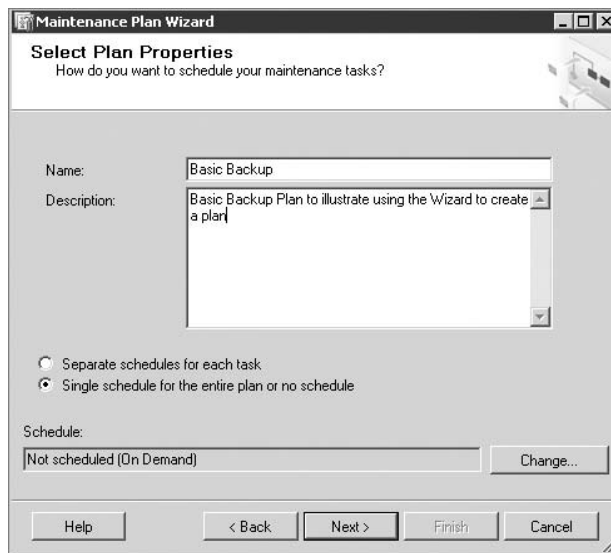 Maintenance Plan Wizard
Select Plan Properties
How do you want to schedule your maintenance tasks?
Name:
Basic Backup
Description:
Basic Backup Plan to illustrate using the Wizard to create
a plan
Separate schedules for each task
Single schedule for the entire plan or no schedule
Schedule:
Not scheduled (On Demand)
Change...
Help
< Back
Next >
Finish
Cancel